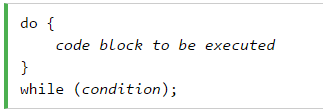 do {
    code block to be executed
}
while (condition);